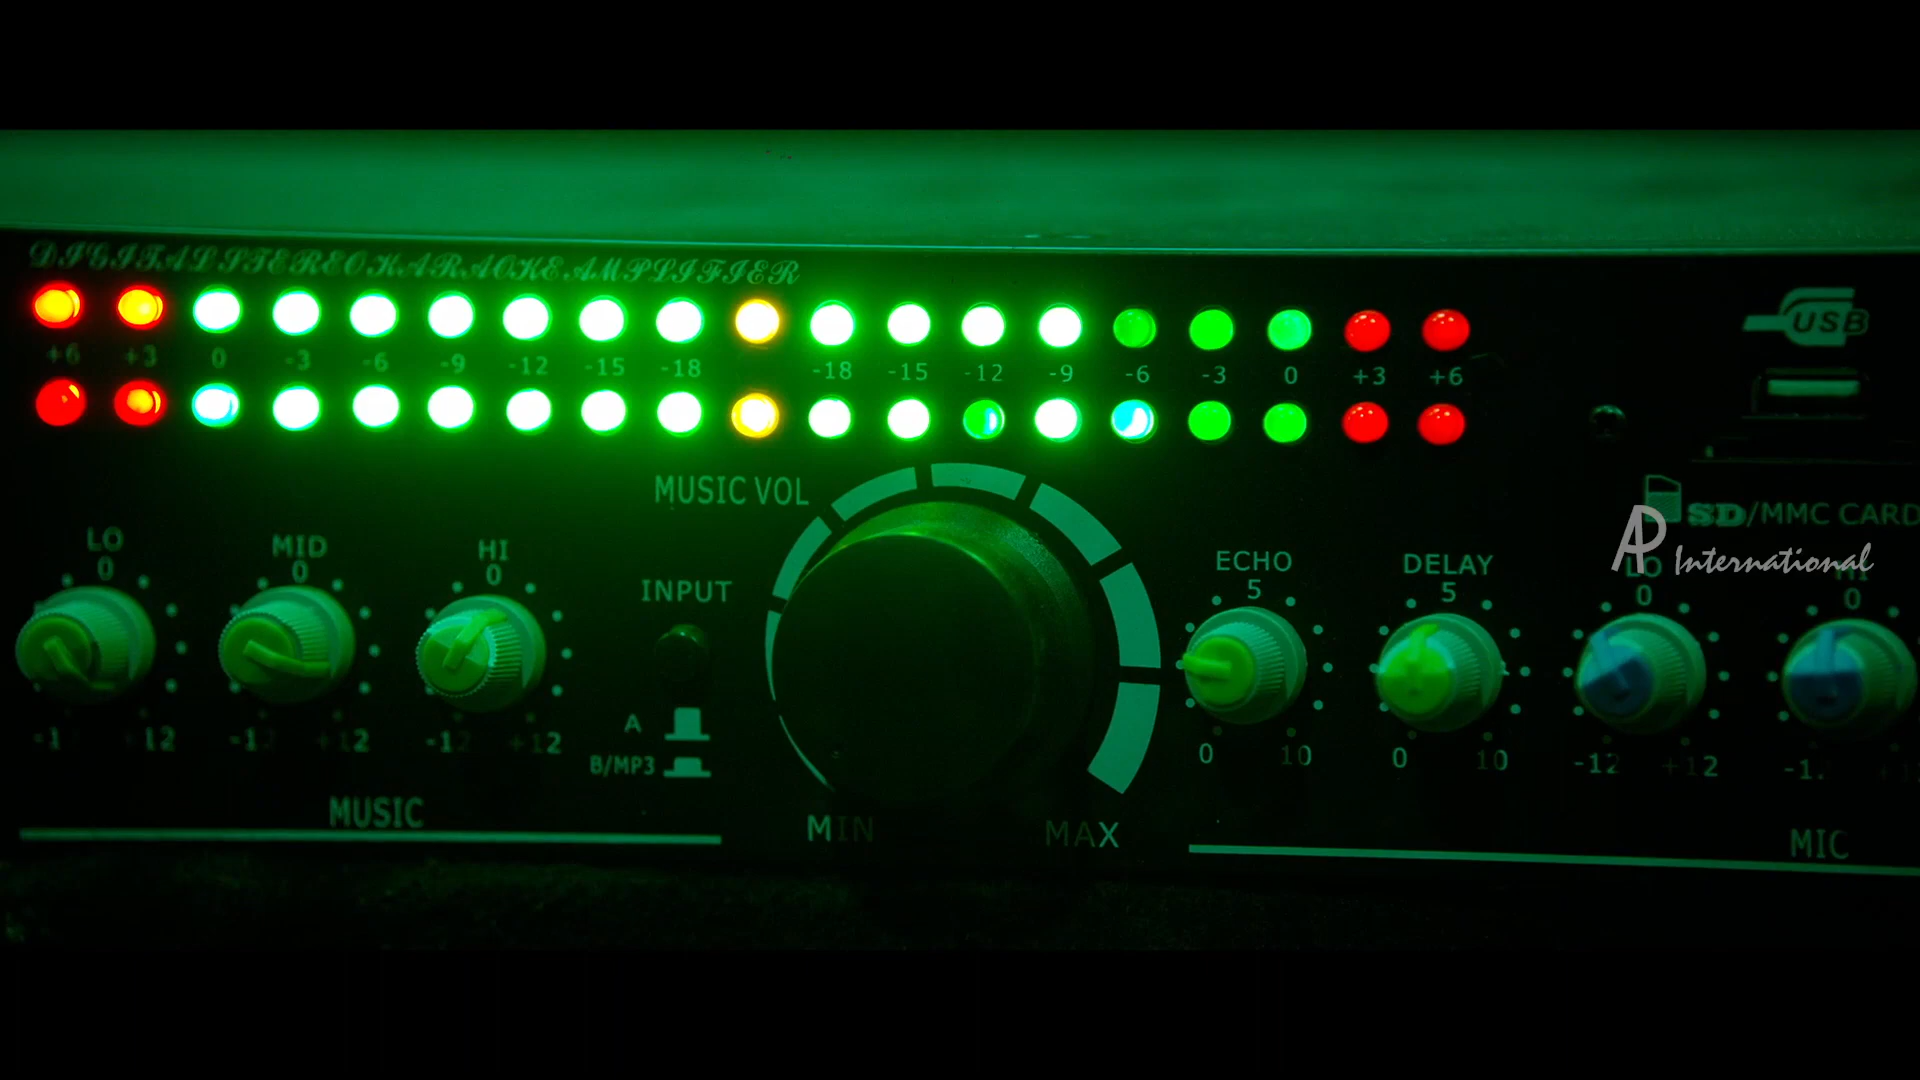 DIGITAL STEREO KARAOKE AMPLIFIER
+6 +3 0 -3 -6 -9 -12 -15 -18 -18 -15 -12 -9 -6 -3 0 +3 +6
USB
MUSIC VOL
SD/MMC CARD
AP International
LO MID HI
0 0 0
INPUT
ECHO DELAY LO HI
5 5 0 0
-12 +12 -12 +12
A
B/MP3
0 10 0 10 -12 +12
MUSIC
MIN MAX
MIC